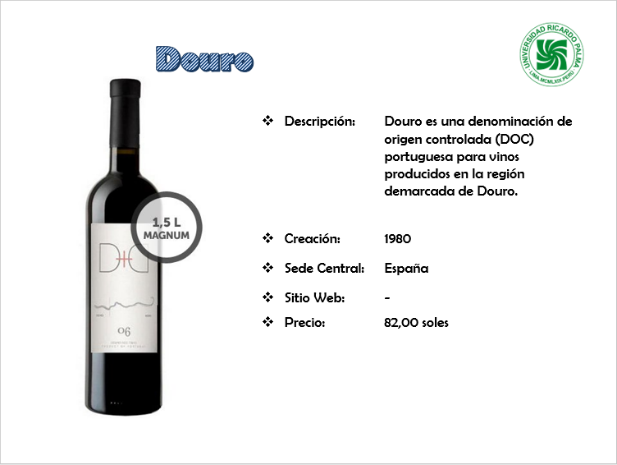 Douro
UNIVERSIDAD RICARDO PALMA
LIMA, MCMLXIX, PERÚ
❖ Descripción: Douro es una denominación de
origen controlada (DOC)
portuguesa para vinos
producidos en la región
demarcada de Douro.
1,5 L
MAGNUM
D+D
06
❖ Creación: 1980
❖ Sede Central: España
❖ Sitio Web: -
❖ Precio: 82,00 soles